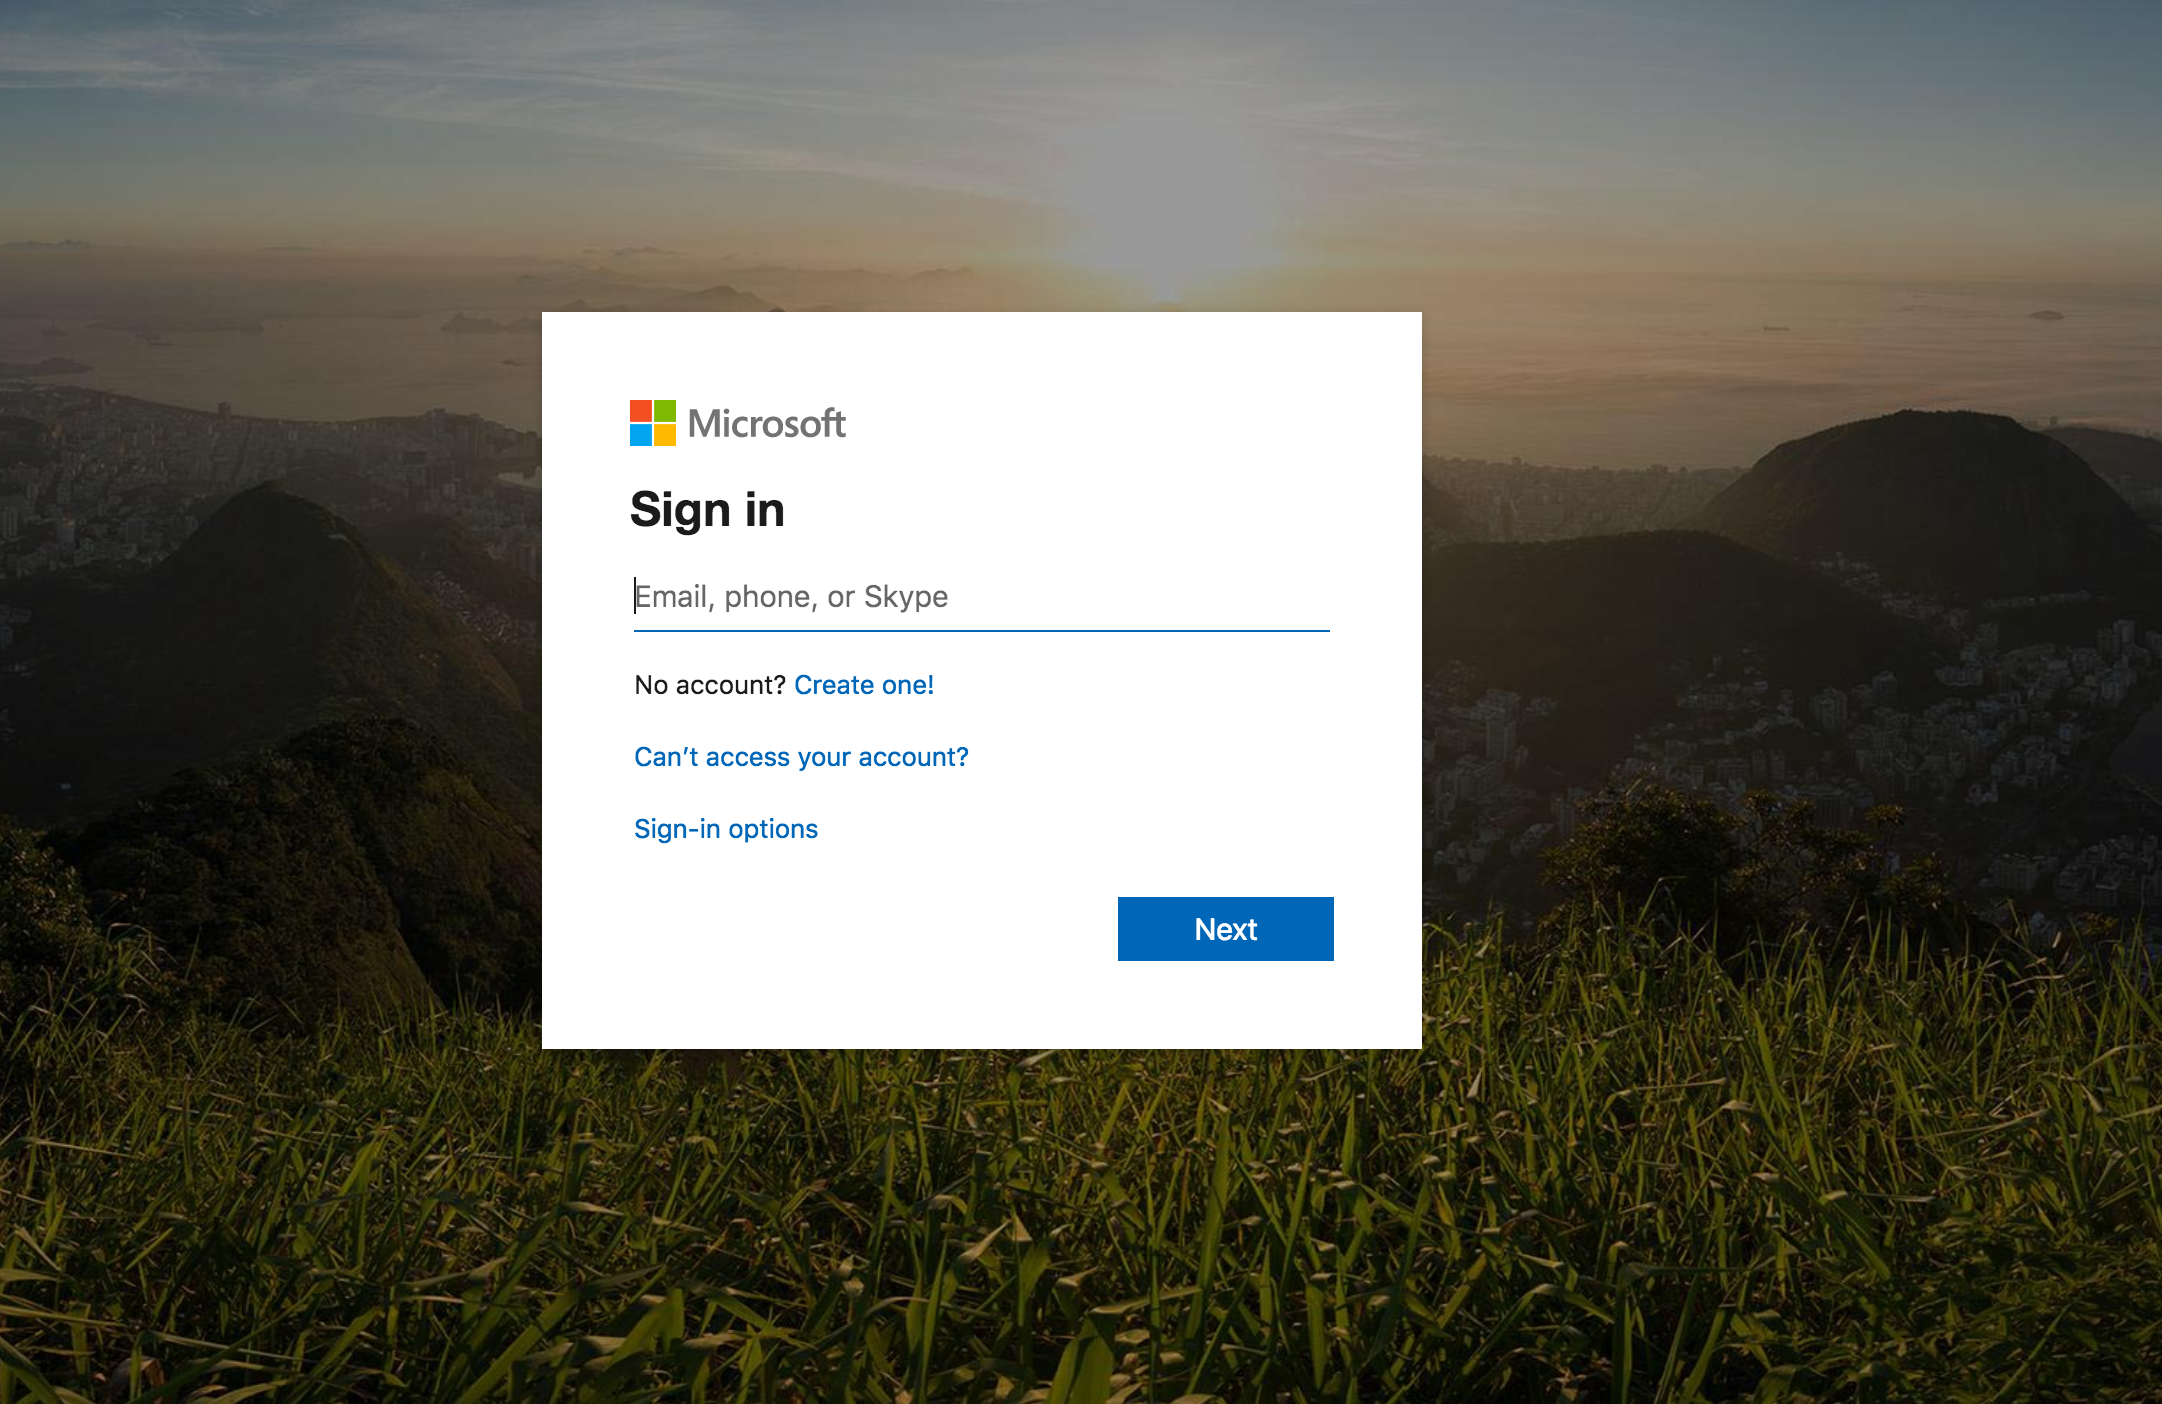 Microsoft
Sign in
Email, phone, or Skype
No account? Create one!
Can’t access your account?
Sign-in options
Next